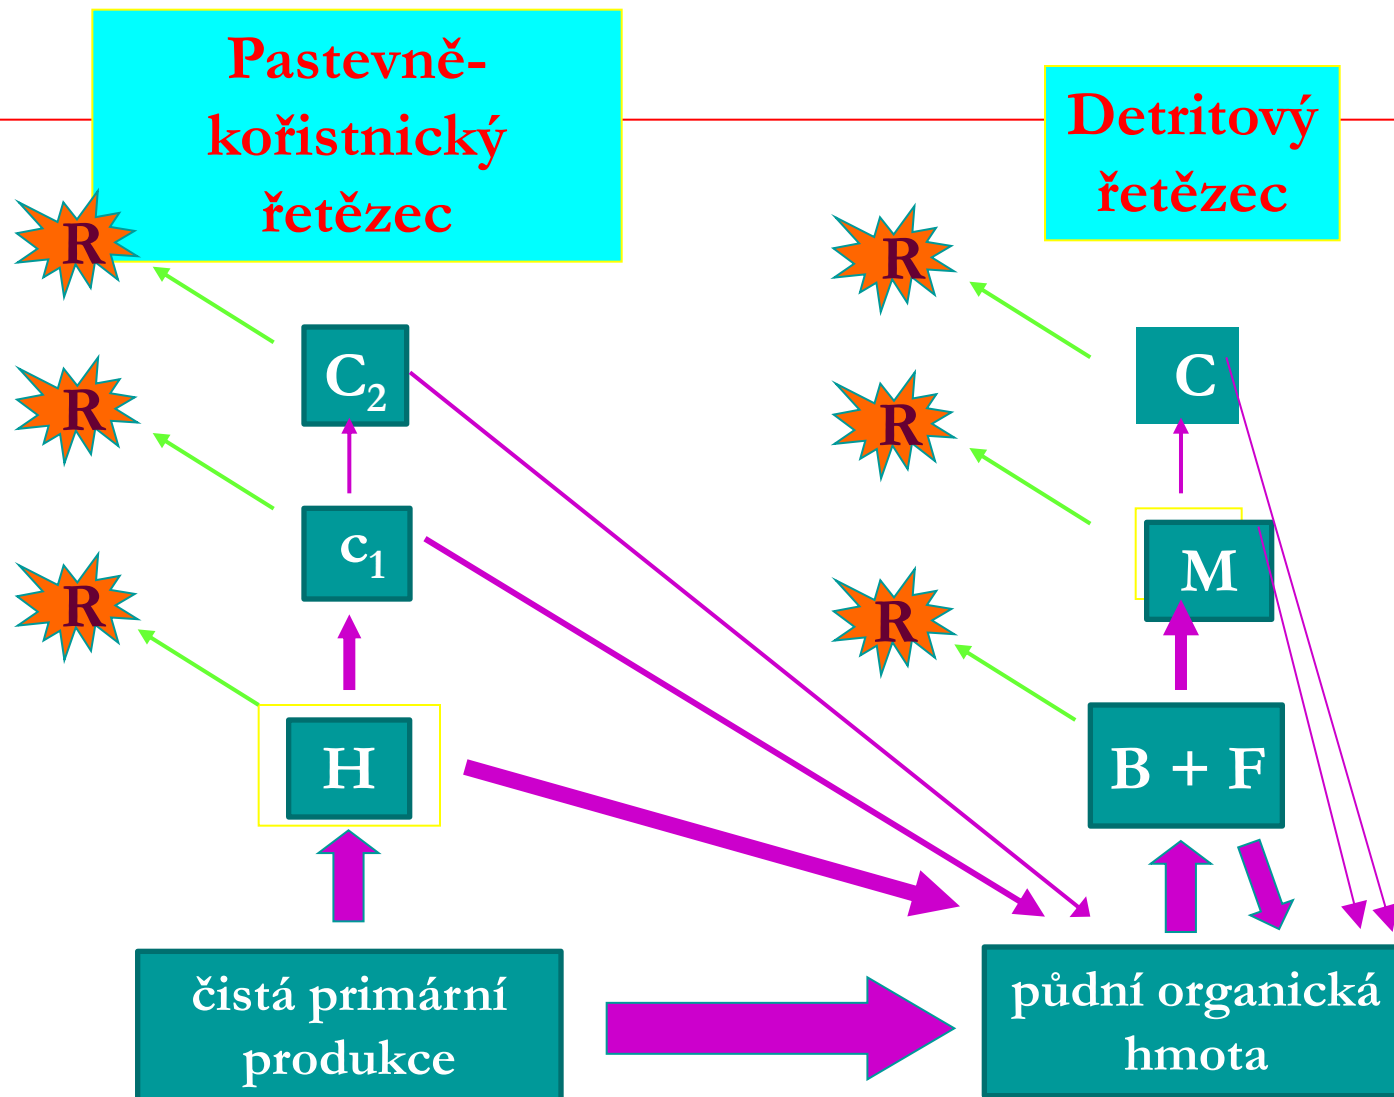 Pastevně-
kořistnický
řetězec
R
C2
R
c1
R
H
čistá primární
produkce
Detritový
řetězec
R
C
R
M
R
B + F
půdní organická
hmota